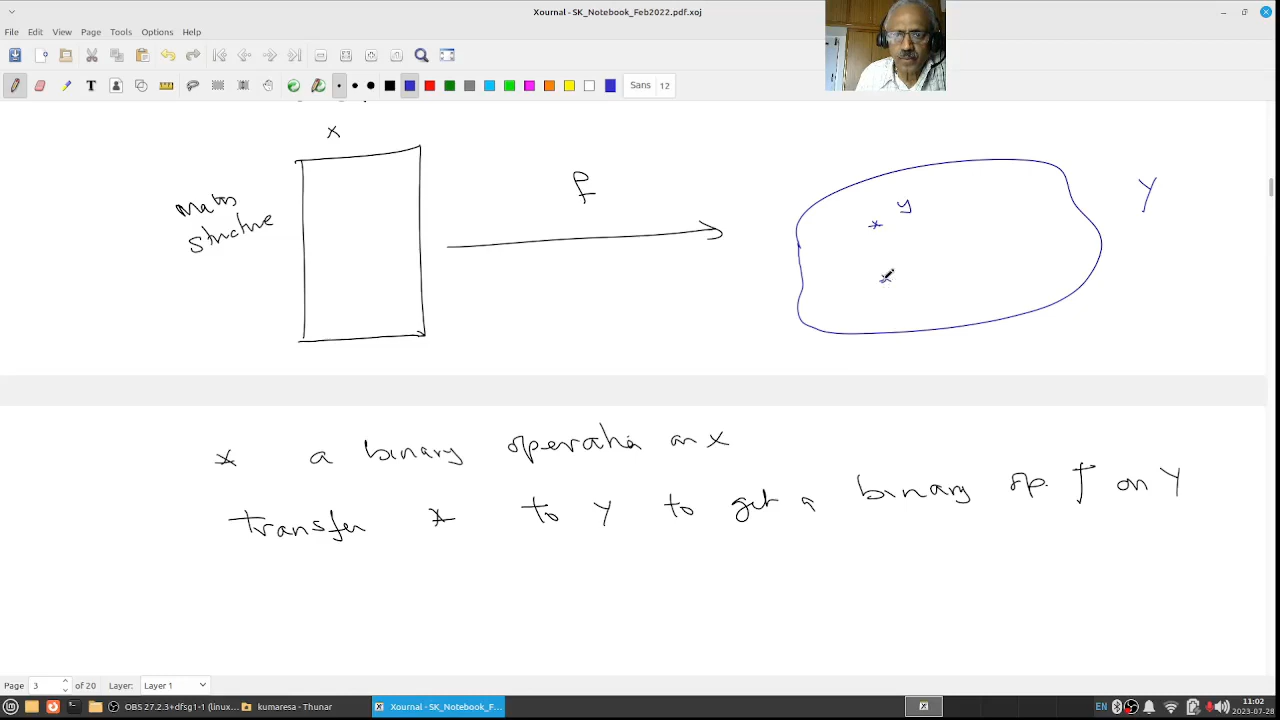 Xournal - SK_Notebook_Feb2022.pdf.xoj
File Edit View Page Tools Options Help
T Sans 12
X
f
y
Y
Maths
structure
* a binary operation on X
transfer * to Y to get a binary op. † on Y
Page 3 of 20 Layer: Layer 1
OBS 27.2.3+dfsg1-1 (linux... kumaresa - Thunar Xournal - SK_Notebook_F... EN 11:02
2023-07-28